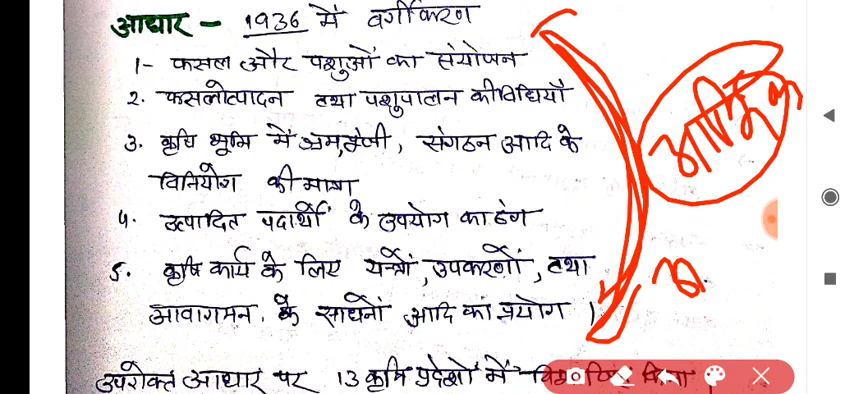 आधार - 1936 में वर्गीकरण
1- फसल और पशुओं का संयोजन
2. फसलोत्पादन तथा पशुपालन की विधियाँ
3. कृषि भूमि में श्रम, पूंजी, संगठन आदि के
विनियोग की मात्रा
4. उत्पादित पदार्थों के उपयोग का ढंग
5. कृषि कार्य के लिए यन्त्रों, उपकरणों, तथा
आवागमन के साधनों आदि का प्रयोग
उपरोक्त आधार पर 13 कृषि प्रदेशों में किया
आर्थिक